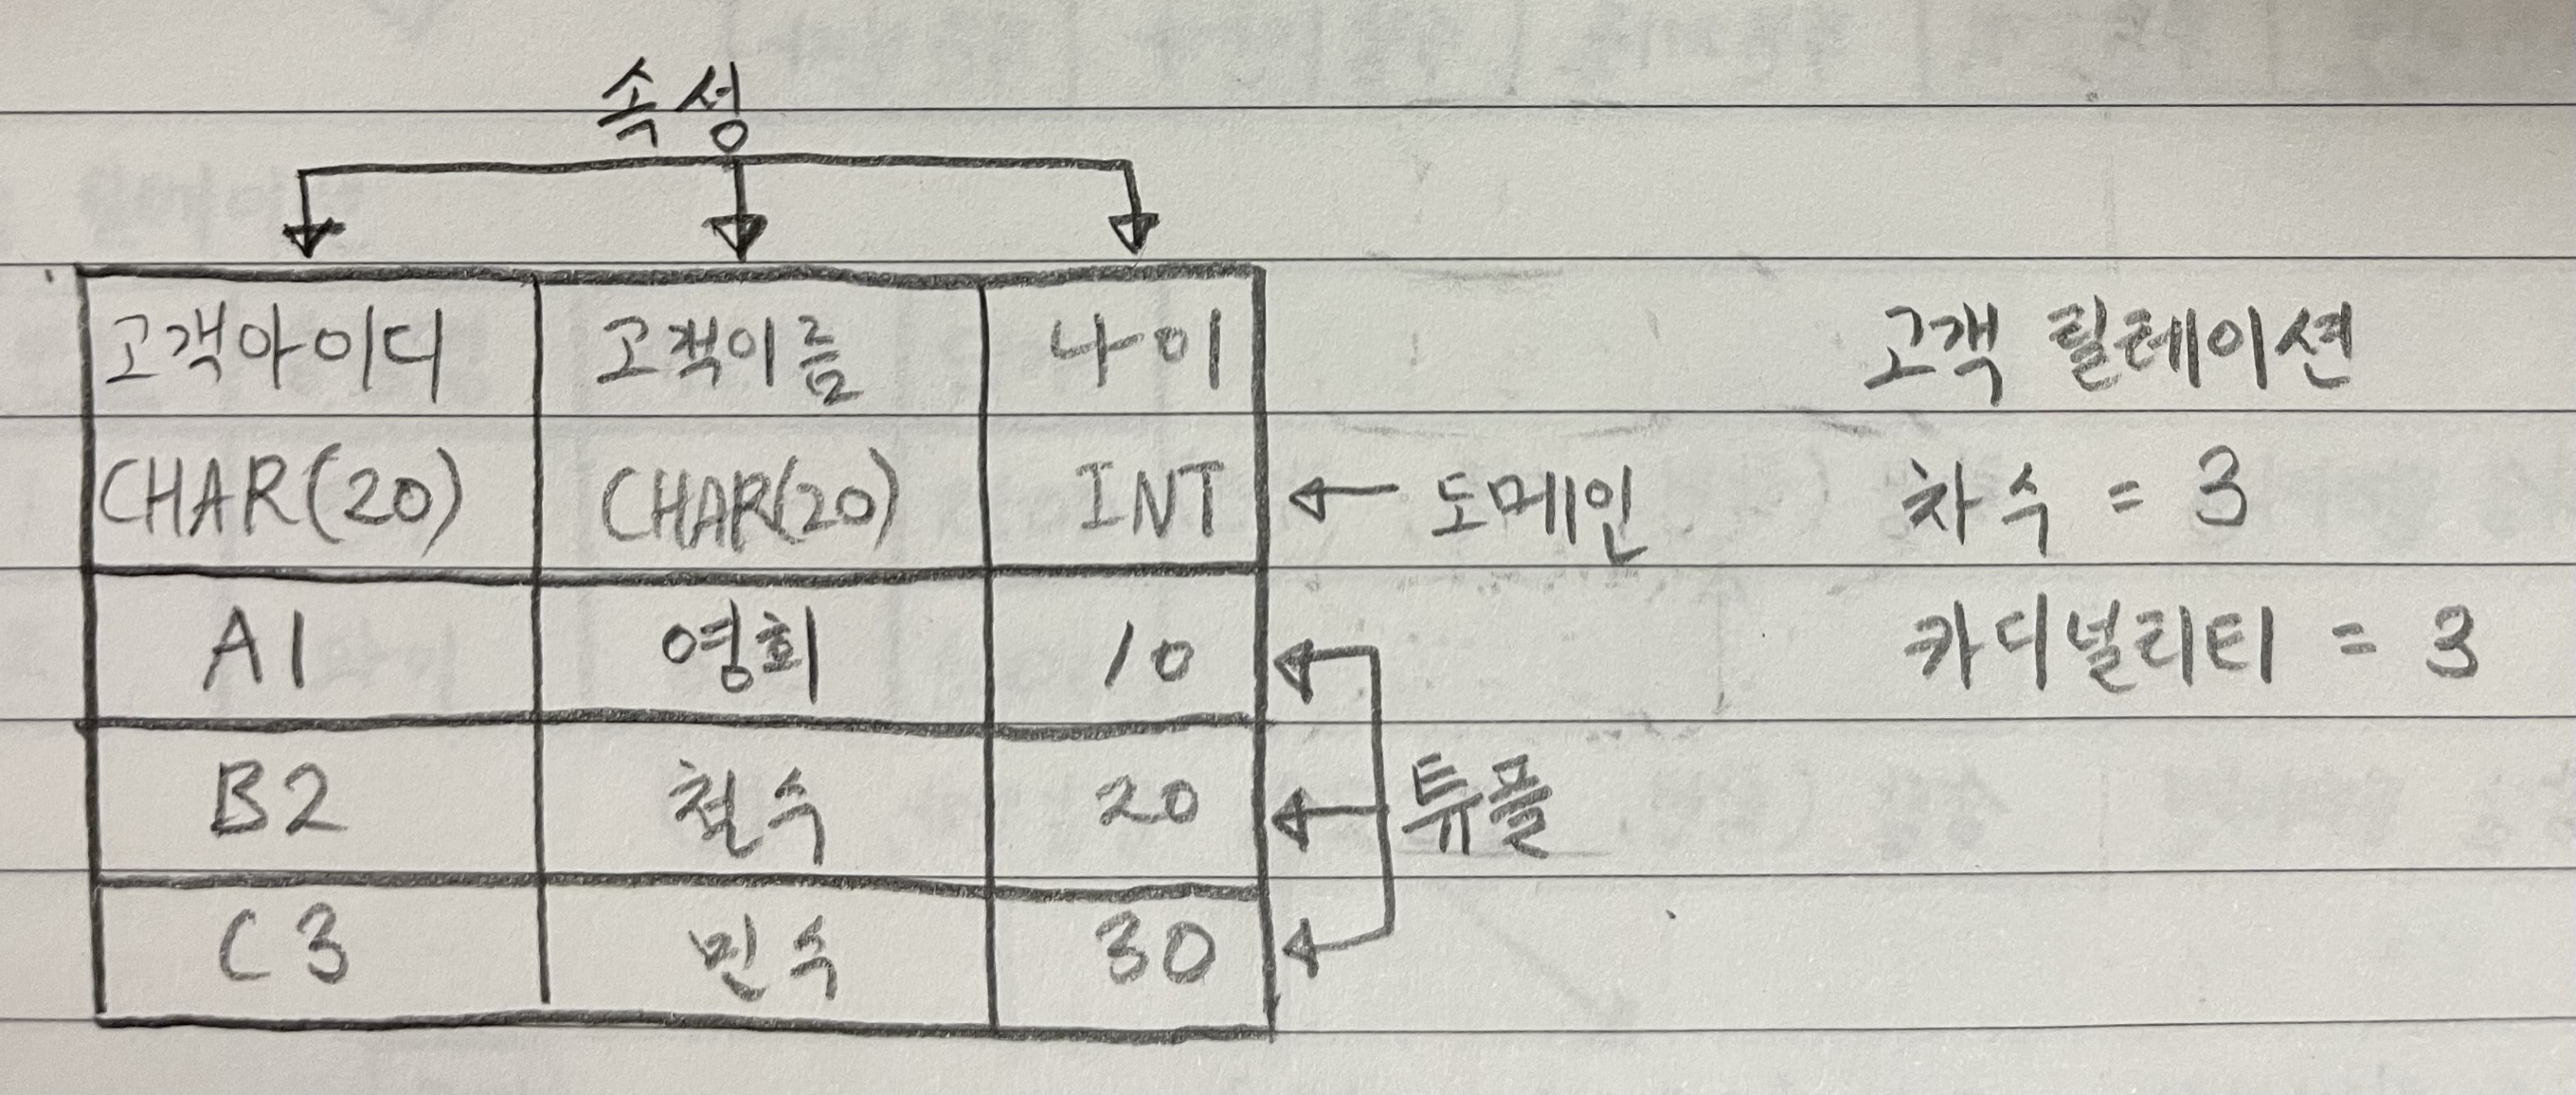 속성
고객아이디 고객이름 나이 고객 릴레이션
CHAR(20) CHAR(20) INT ← 도메인 차수 = 3
A1 영희 10 카디널리티 = 3
B2 철수 20 튜플
C3 민수 30